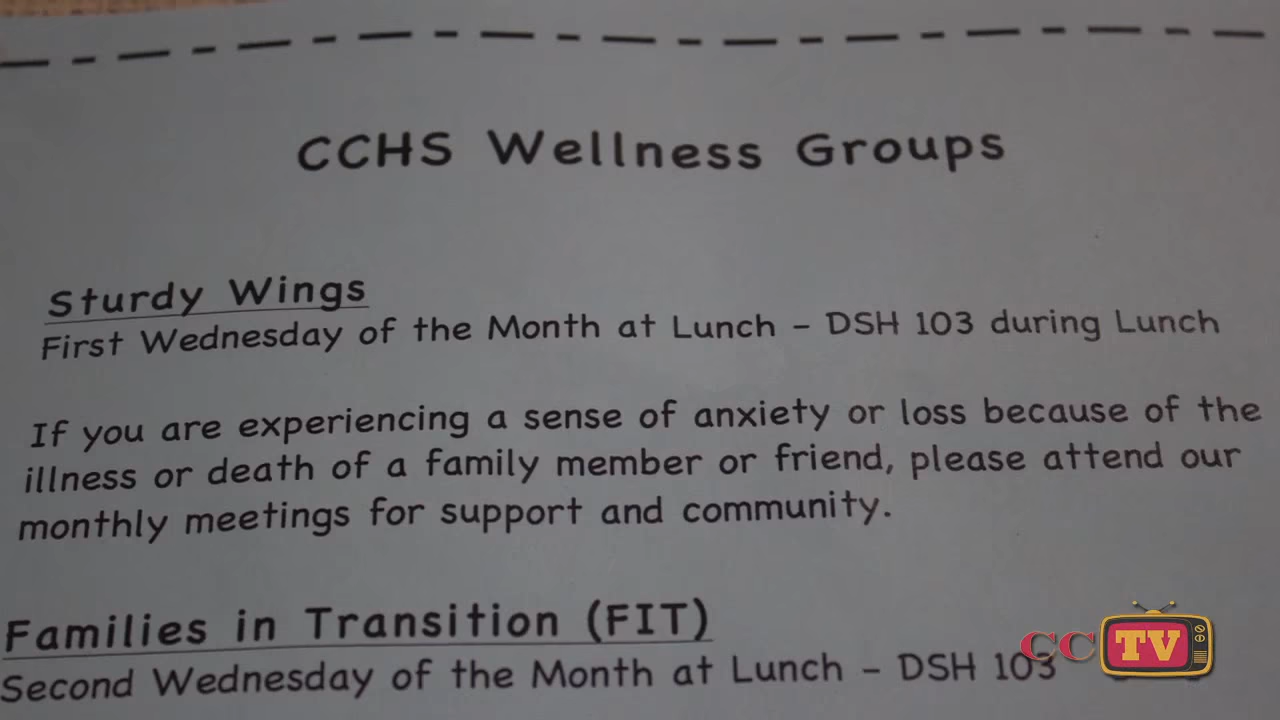 CCHS Wellness Groups
Sturdy Wings
First Wednesday of the Month at Lunch – DSH 103 during Lunch
If you are experiencing a sense of anxiety or loss because of the
illness or death of a family member or friend, please attend our
monthly meetings for support and community.
Families in Transition (FIT)
Second Wednesday of the Month at Lunch – DSH 103
CC TV